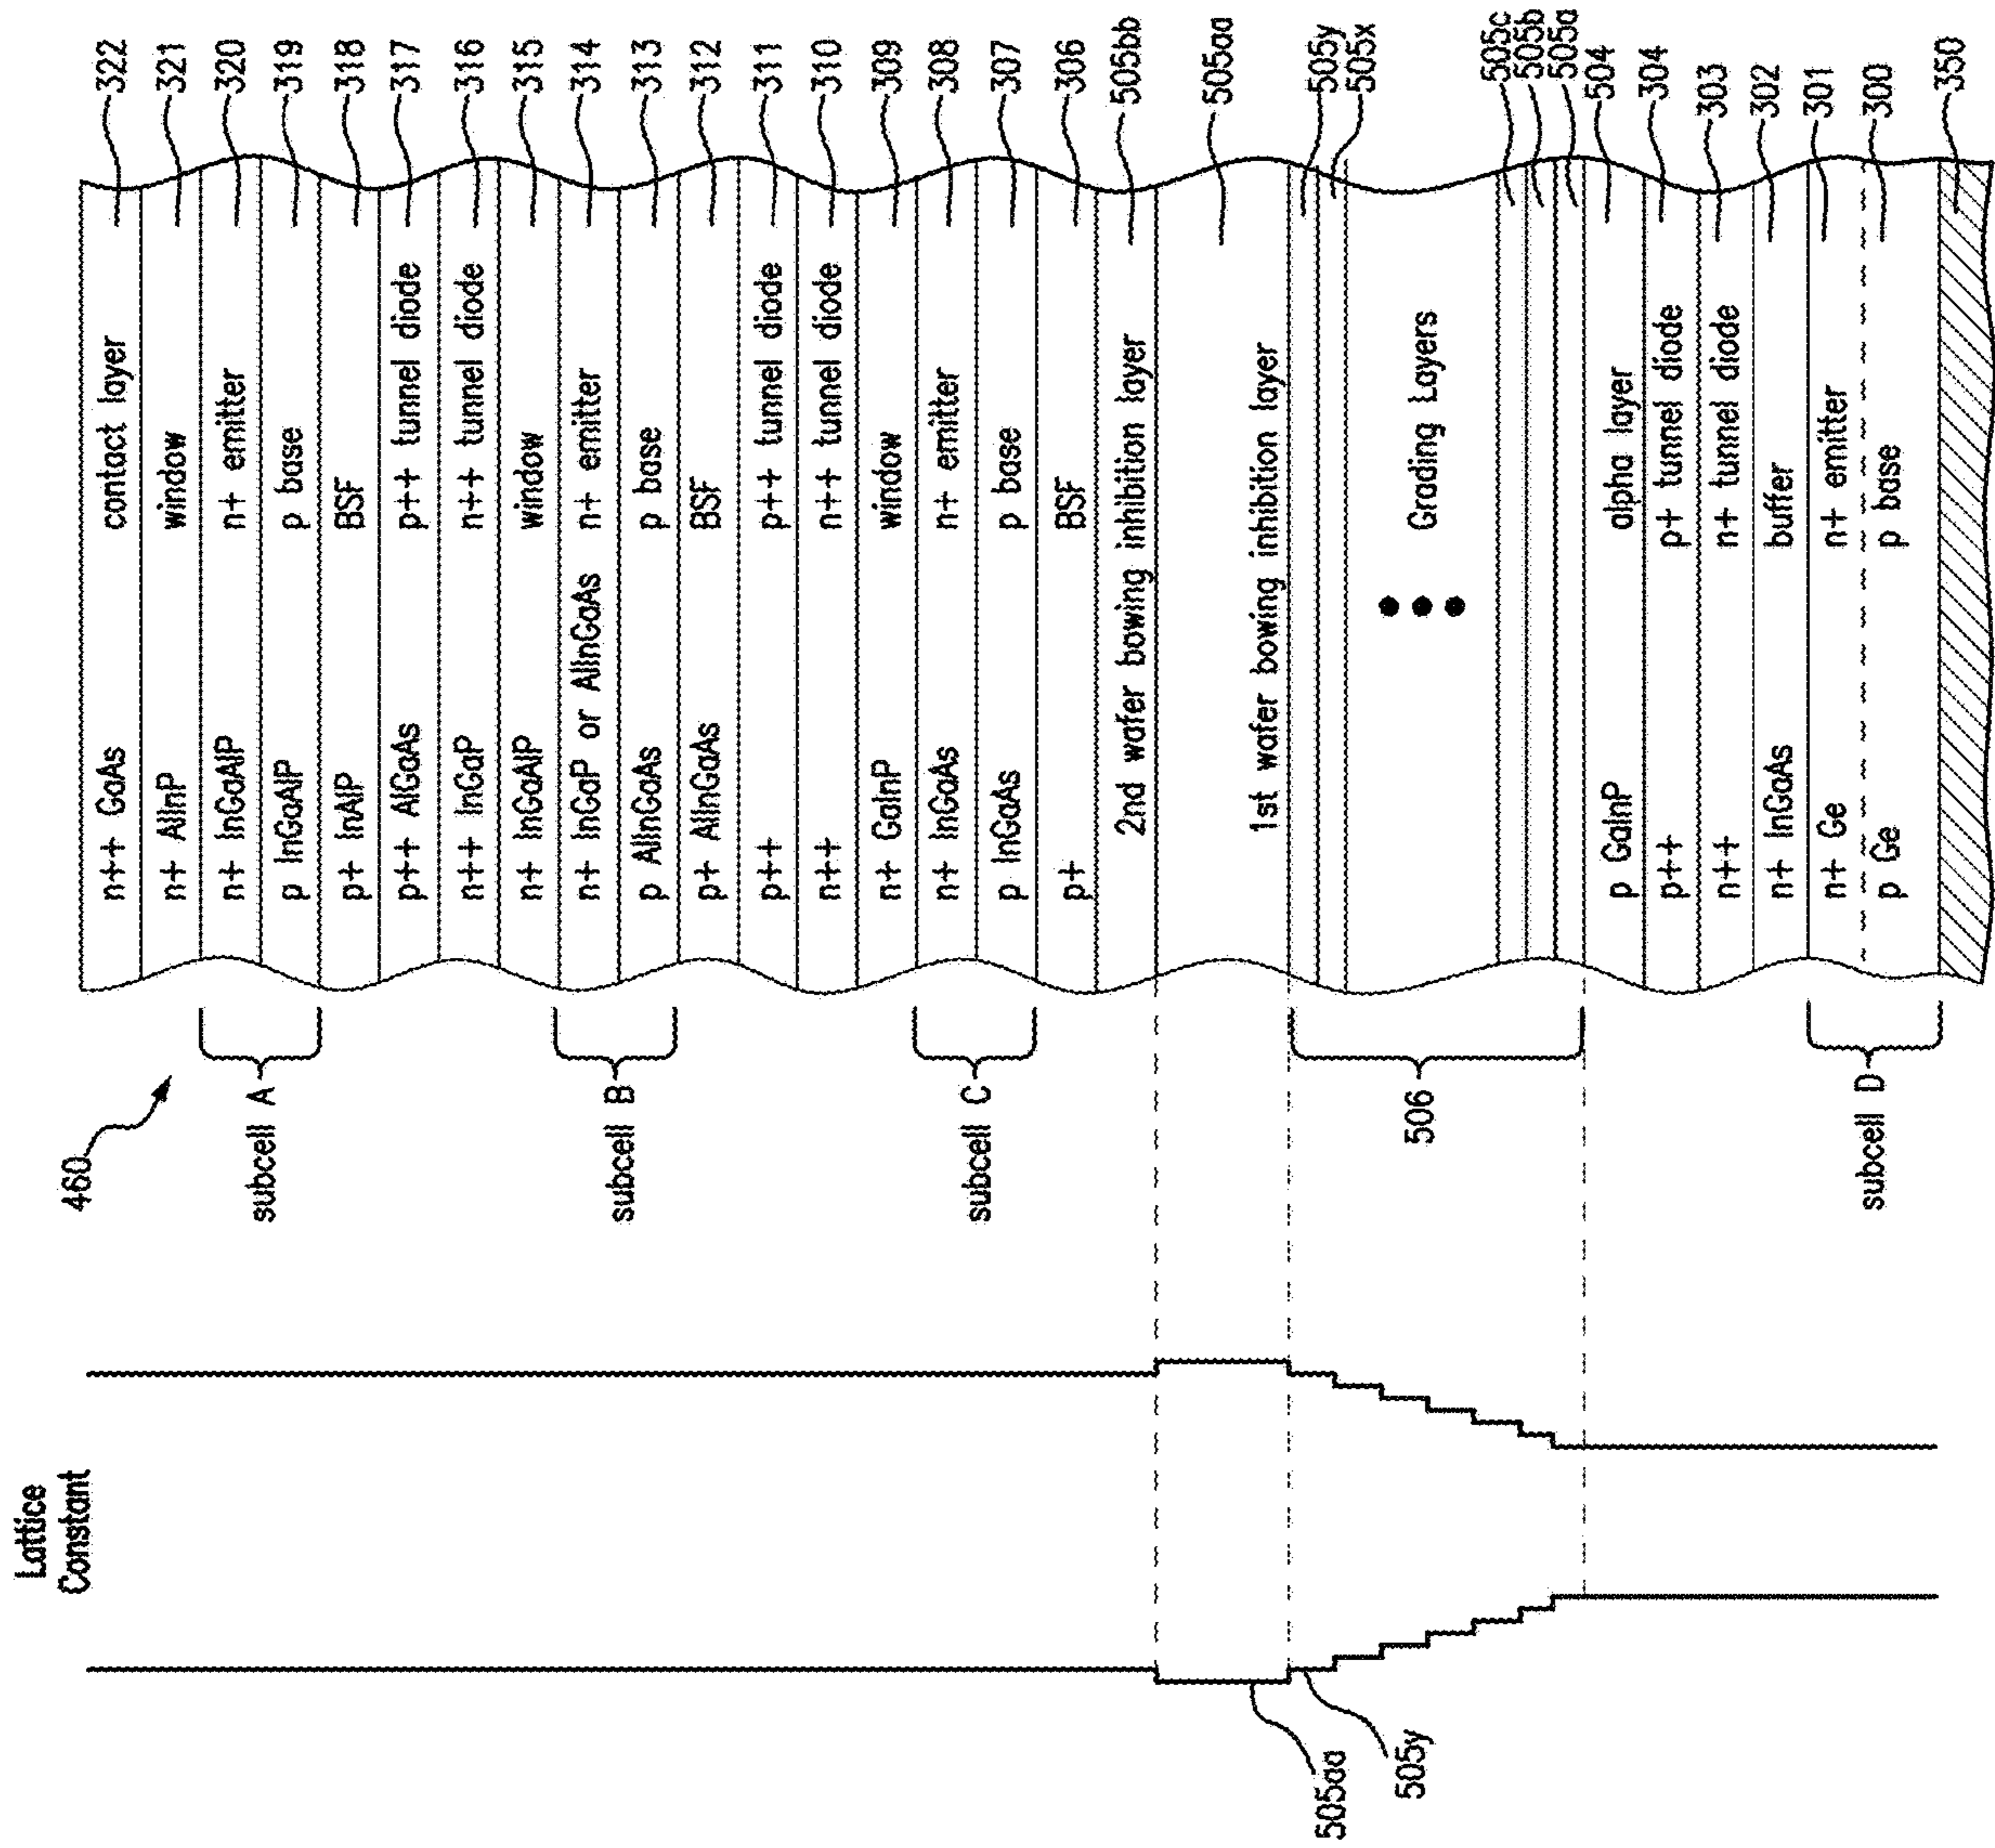 Lattice
Constant
460
n++ GaAs contact layer 322
n+ AlInP window 321
n+ InGaAlP n+ emitter 320
p InGaAlP p base 319
p+ InAlP BSF 318
p++ AlGaAs p++ tunnel diode 317
n++ InGaP n++ tunnel diode 316
n+ InGaAlP window 315
n+ InGaP or AlInGaAs n+ emitter 314
p AlInGaAs p base 313
p+ AlInGaAs BSF 312
p++ p++ tunnel diode 311
n++ n++ tunnel diode 310
n+ GaInP window 309
n+ InGaAs n+ emitter 308
p InGaAs p base 307
p+ BSF 306
2nd wafer bowing inhibition layer 505bb
1st wafer bowing inhibition layer 505aa
505y
505x
Grading Layers
505c
505b
505a
p GaInP alpha layer 504
p++ p+ tunnel diode 304
n++ n+ tunnel diode 303
n+ InGaAs buffer 302
n+ Ge n+ emitter 301
p Ge p base 300
350
subcell A
subcell B
subcell C
506
subcell D
505aa
505y